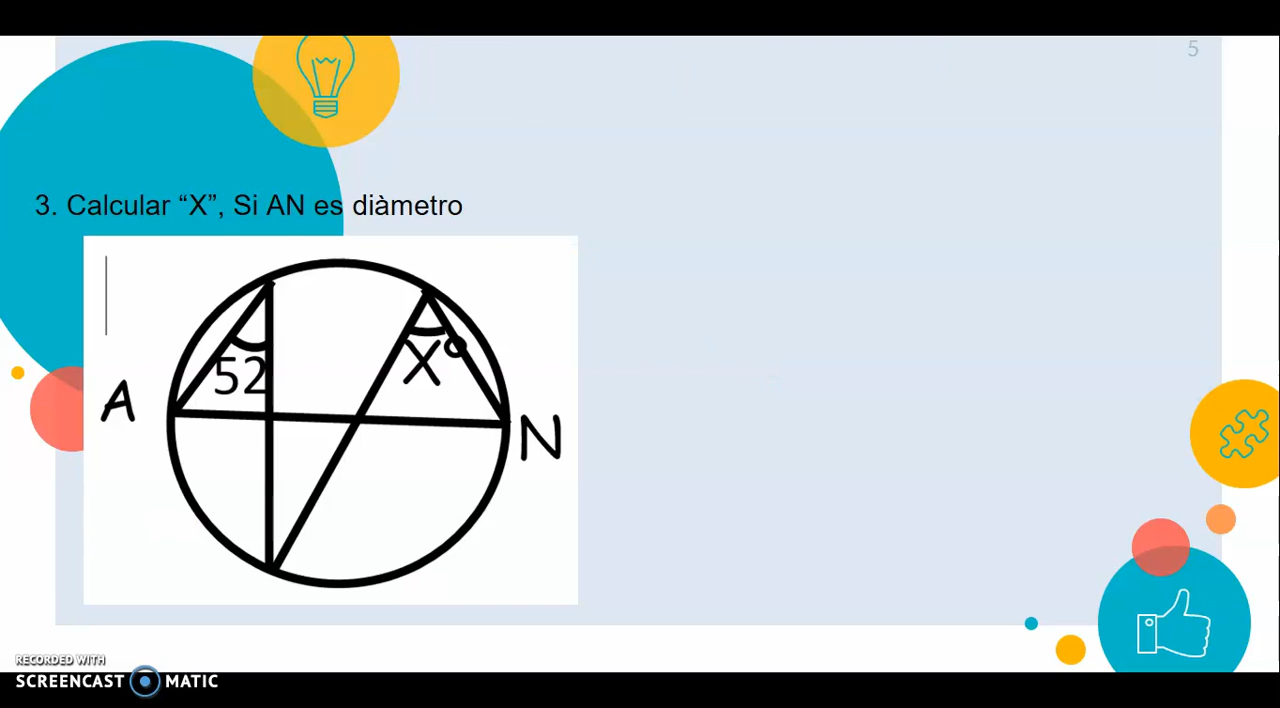 5
3. Calcular “X”, Si AN es diàmetro
52
X°
A
N
RECORDED WITH
SCREENCAST MATIC